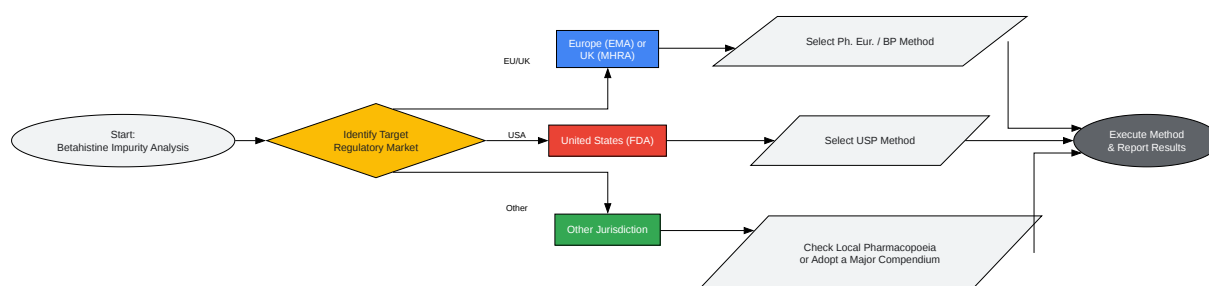 Start:
Betahistine Impurity Analysis
Identify Target
Regulatory Market
EU/UK
USA
Other
Europe (EMA) or
UK (MHRA)
United States (FDA)
Other Jurisdiction
Select Ph. Eur. / BP Method
Select USP Method
Check Local Pharmacopoeia
or Adopt a Major Compendium
Execute Method
& Report Results